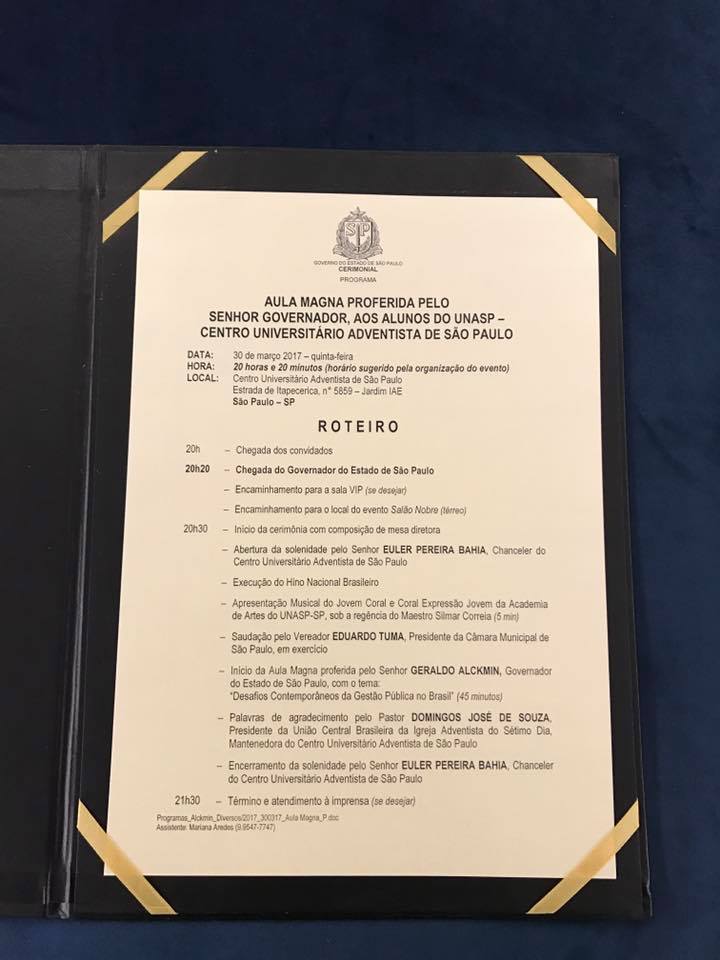 SP
GOVERNO DO ESTADO DE SÃO PAULO
CERIMONIAL
PROGRAMA
AULA MAGNA PROFERIDA PELO
SENHOR GOVERNADOR, AOS ALUNOS DO UNASP –
CENTRO UNIVERSITÁRIO ADVENTISTA DE SÃO PAULO
DATA: 30 de março 2017 – quinta-feira
HORA: 20 horas e 20 minutos (horário sugerido pela organização do evento)
LOCAL: Centro Universitário Adventista de São Paulo
Estrada de Itapecerica, n° 5859 – Jardim IAE
São Paulo – SP
ROTEIRO
20h – Chegada dos convidados
20h20 – Chegada do Governador do Estado de São Paulo
– Encaminhamento para a sala VIP (se desejar)
– Encaminhamento para o local do evento Salão Nobre (térreo)
20h30 – Início da cerimônia com composição de mesa diretora
– Abertura da solenidade pelo Senhor EULER PEREIRA BAHIA, Chanceler do
Centro Universitário Adventista de São Paulo
– Execução do Hino Nacional Brasileiro
– Apresentação Musical do Jovem Coral e Coral Expressão Jovem da Academia
de Artes do UNASP-SP, sob a regência do Maestro Silmar Correia (5 min)
– Saudação pelo Vereador EDUARDO TUMA, Presidente da Câmara Municipal de
São Paulo, em exercício
– Início da Aula Magna proferida pelo Senhor GERALDO ALCKMIN, Governador
do Estado de São Paulo, com o tema:
"Desafios Contemporâneos da Gestão Pública no Brasil" (45 minutos)
– Palavras de agradecimento pelo Pastor DOMINGOS JOSÉ DE SOUZA,
Presidente da União Central Brasileira da Igreja Adventista do Sétimo Dia,
Mantenedora do Centro Universitário Adventista de São Paulo
– Encerramento da solenidade pelo Senhor EULER PEREIRA BAHIA, Chanceler
do Centro Universitário Adventista de São Paulo
21h30 – Término e atendimento à imprensa (se desejar)
Programas_Alckmin_Diversos/2017_300317_Aula Magna_P.doc
Assistente: Mariana Aredes (9.9547-7747)